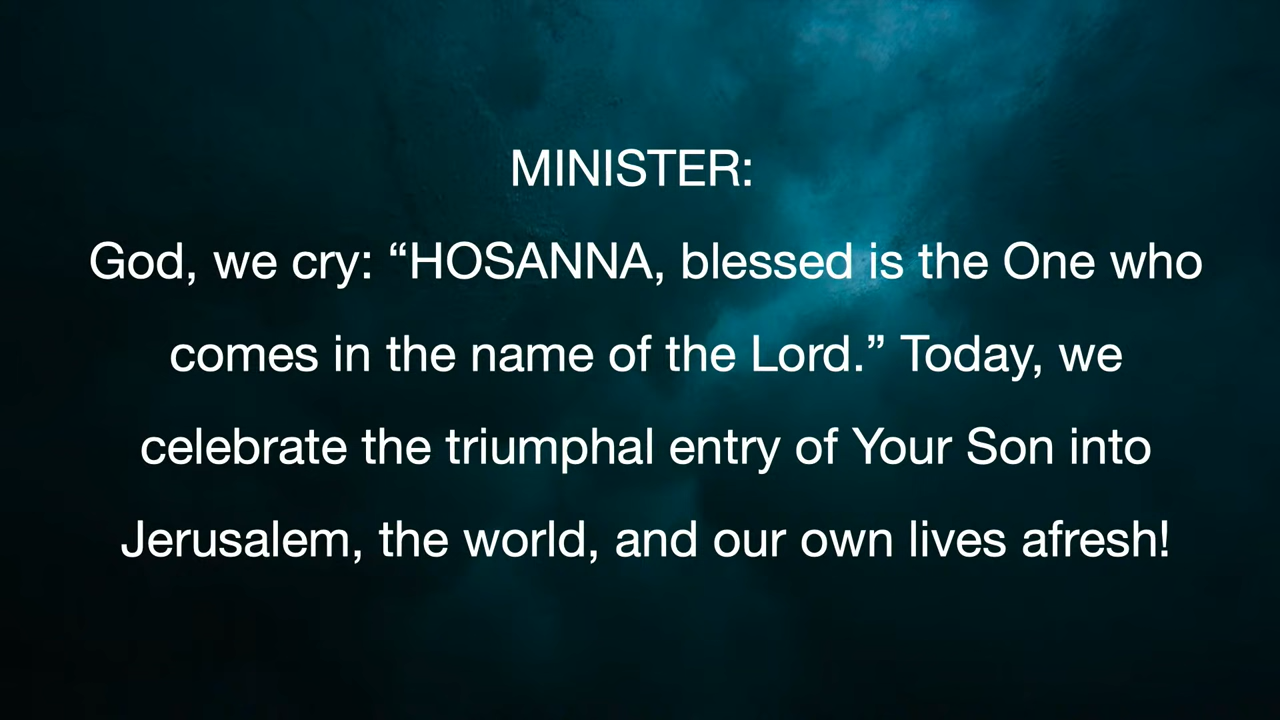 MINISTER:
God, we cry: “HOSANNA, blessed is the One who
comes in the name of the Lord.” Today, we
celebrate the triumphal entry of Your Son into
Jerusalem, the world, and our own lives afresh!